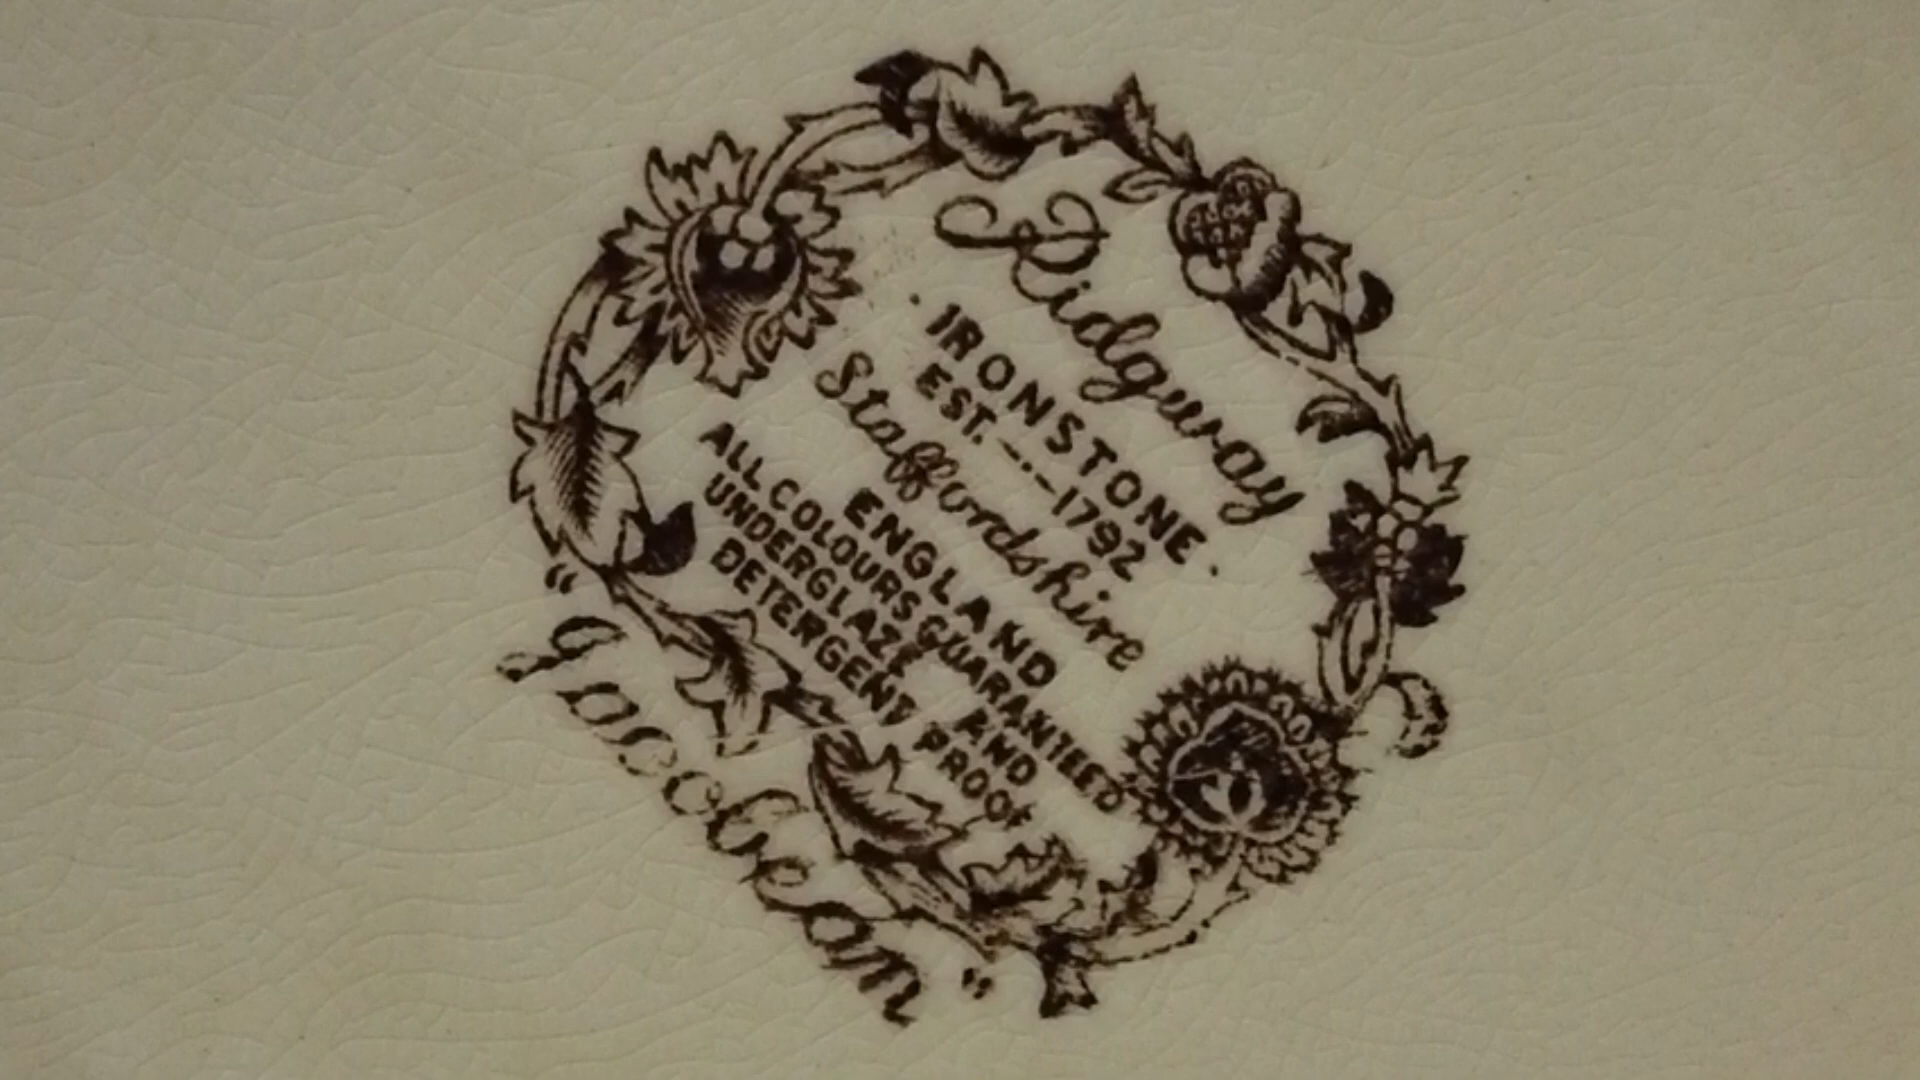 Ridgway
· IRONSTONE ·
EST. -·-- 1792
Staffordshire
ENGLAND
ALL COLOURS GUARANTEED
UNDERGLAZE AND
DETERGENT PROOF
"Jacobean"